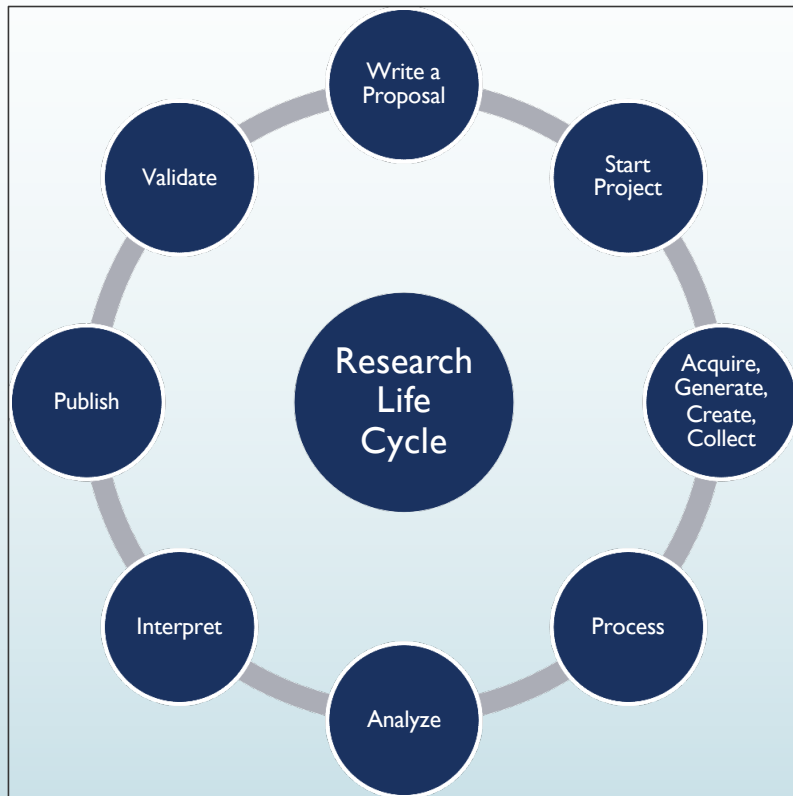 Write a
Proposal
Start
Project
Acquire,
Generate,
Create,
Collect
Process
Analyze
Interpret
Publish
Validate
Research
Life
Cycle